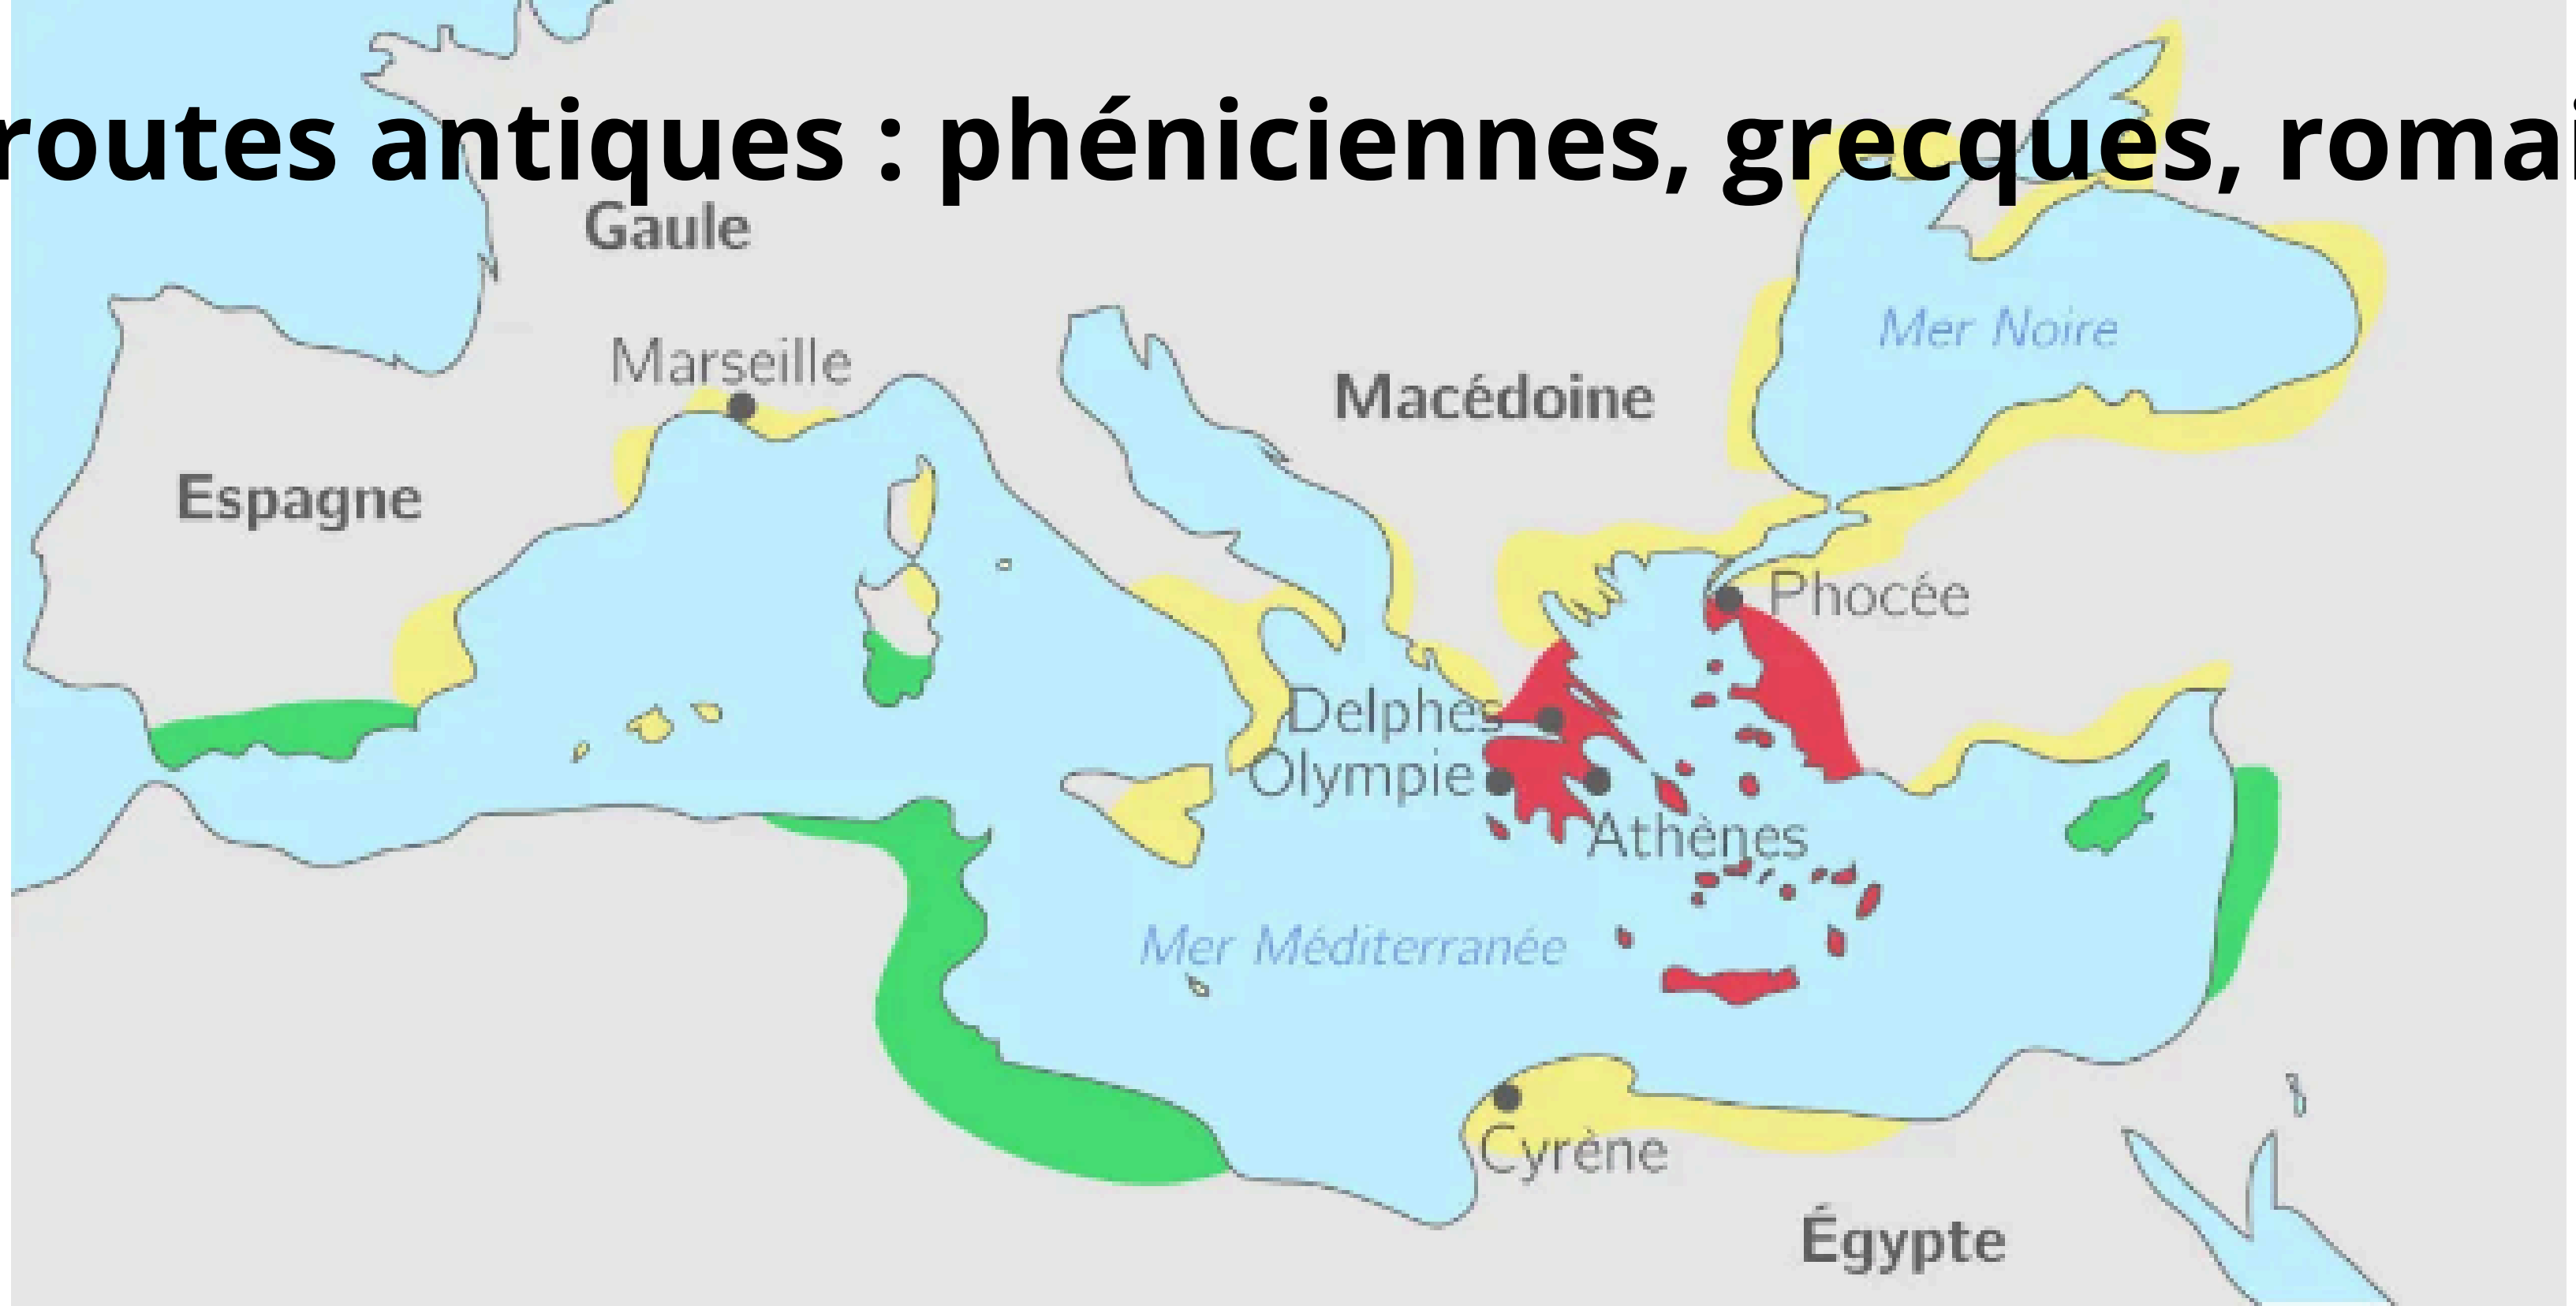 routes antiques : phéniciennes, grecques, romai
Gaule
Mer Noire
Marseille
Macédoine
Espagne
Phocée
Delphes
Olympie
Athènes
Mer Méditerranée
Cyrène
Égypte